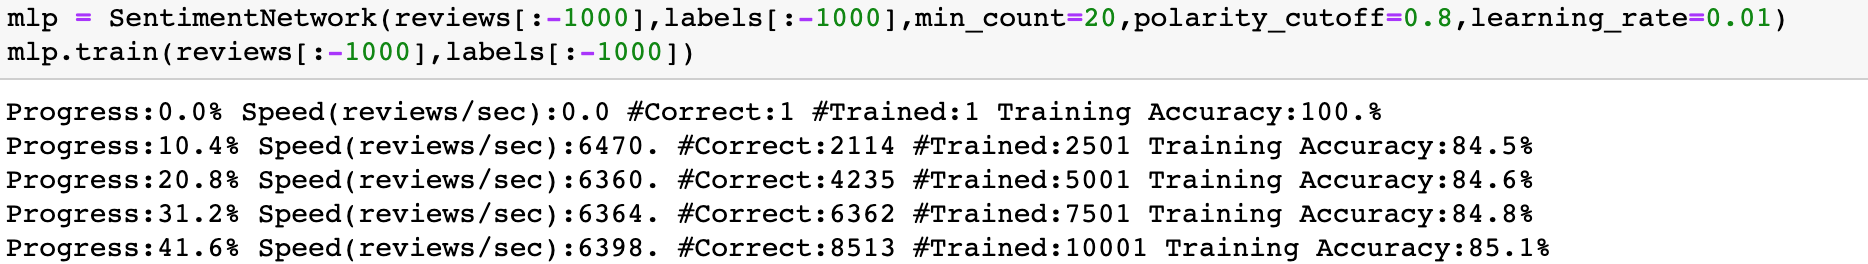 mlp = SentimentNetwork(reviews[:-1000],labels[:-1000],min_count=20,polarity_cutoff=0.8,learning_rate=0.01)
mlp.train(reviews[:-1000],labels[:-1000])
Progress:0.0% Speed(reviews/sec):0.0 #Correct:1 #Trained:1 Training Accuracy:100.%
Progress:10.4% Speed(reviews/sec):6470. #Correct:2114 #Trained:2501 Training Accuracy:84.5%
Progress:20.8% Speed(reviews/sec):6360. #Correct:4235 #Trained:5001 Training Accuracy:84.6%
Progress:31.2% Speed(reviews/sec):6364. #Correct:6362 #Trained:7501 Training Accuracy:84.8%
Progress:41.6% Speed(reviews/sec):6398. #Correct:8513 #Trained:10001 Training Accuracy:85.1%